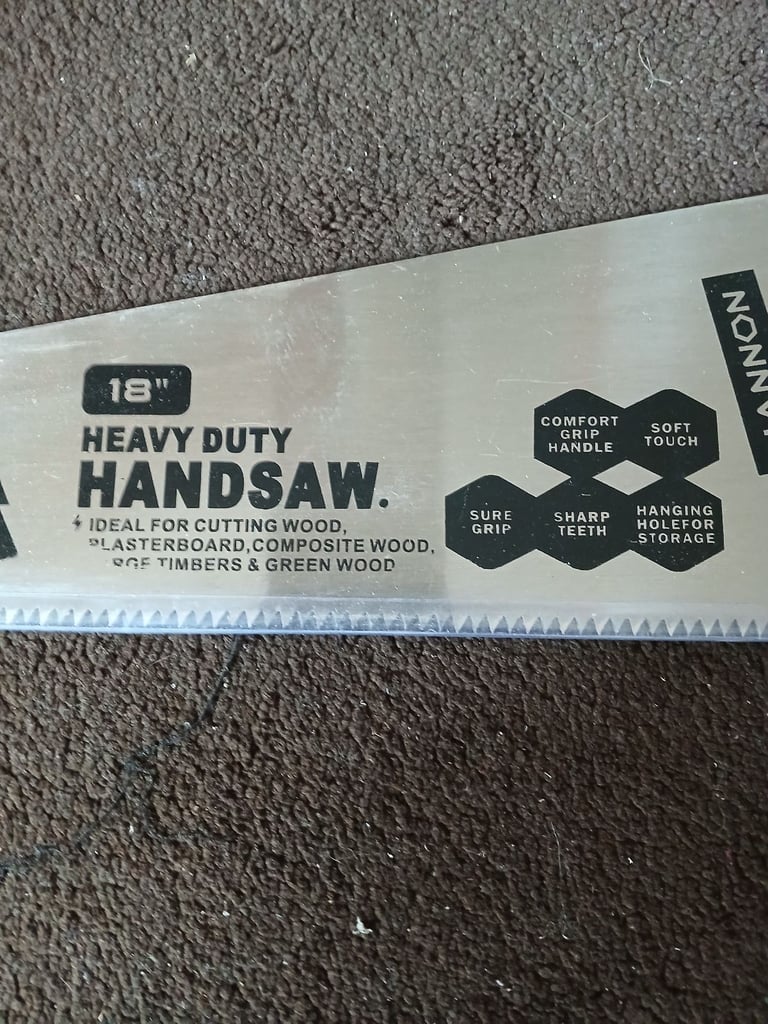 18"
HEAVY DUTY
HANDSAW.
IDEAL FOR CUTTING WOOD,
PLASTERBOARD, COMPOSITE WOOD,
TIMBERS & GREEN WOOD
COMFORT
GRIP
HANDLE
SOFT
TOUCH
SURE
GRIP
SHARP
TEETH
HANGING
HOLEFOR
STORAGE